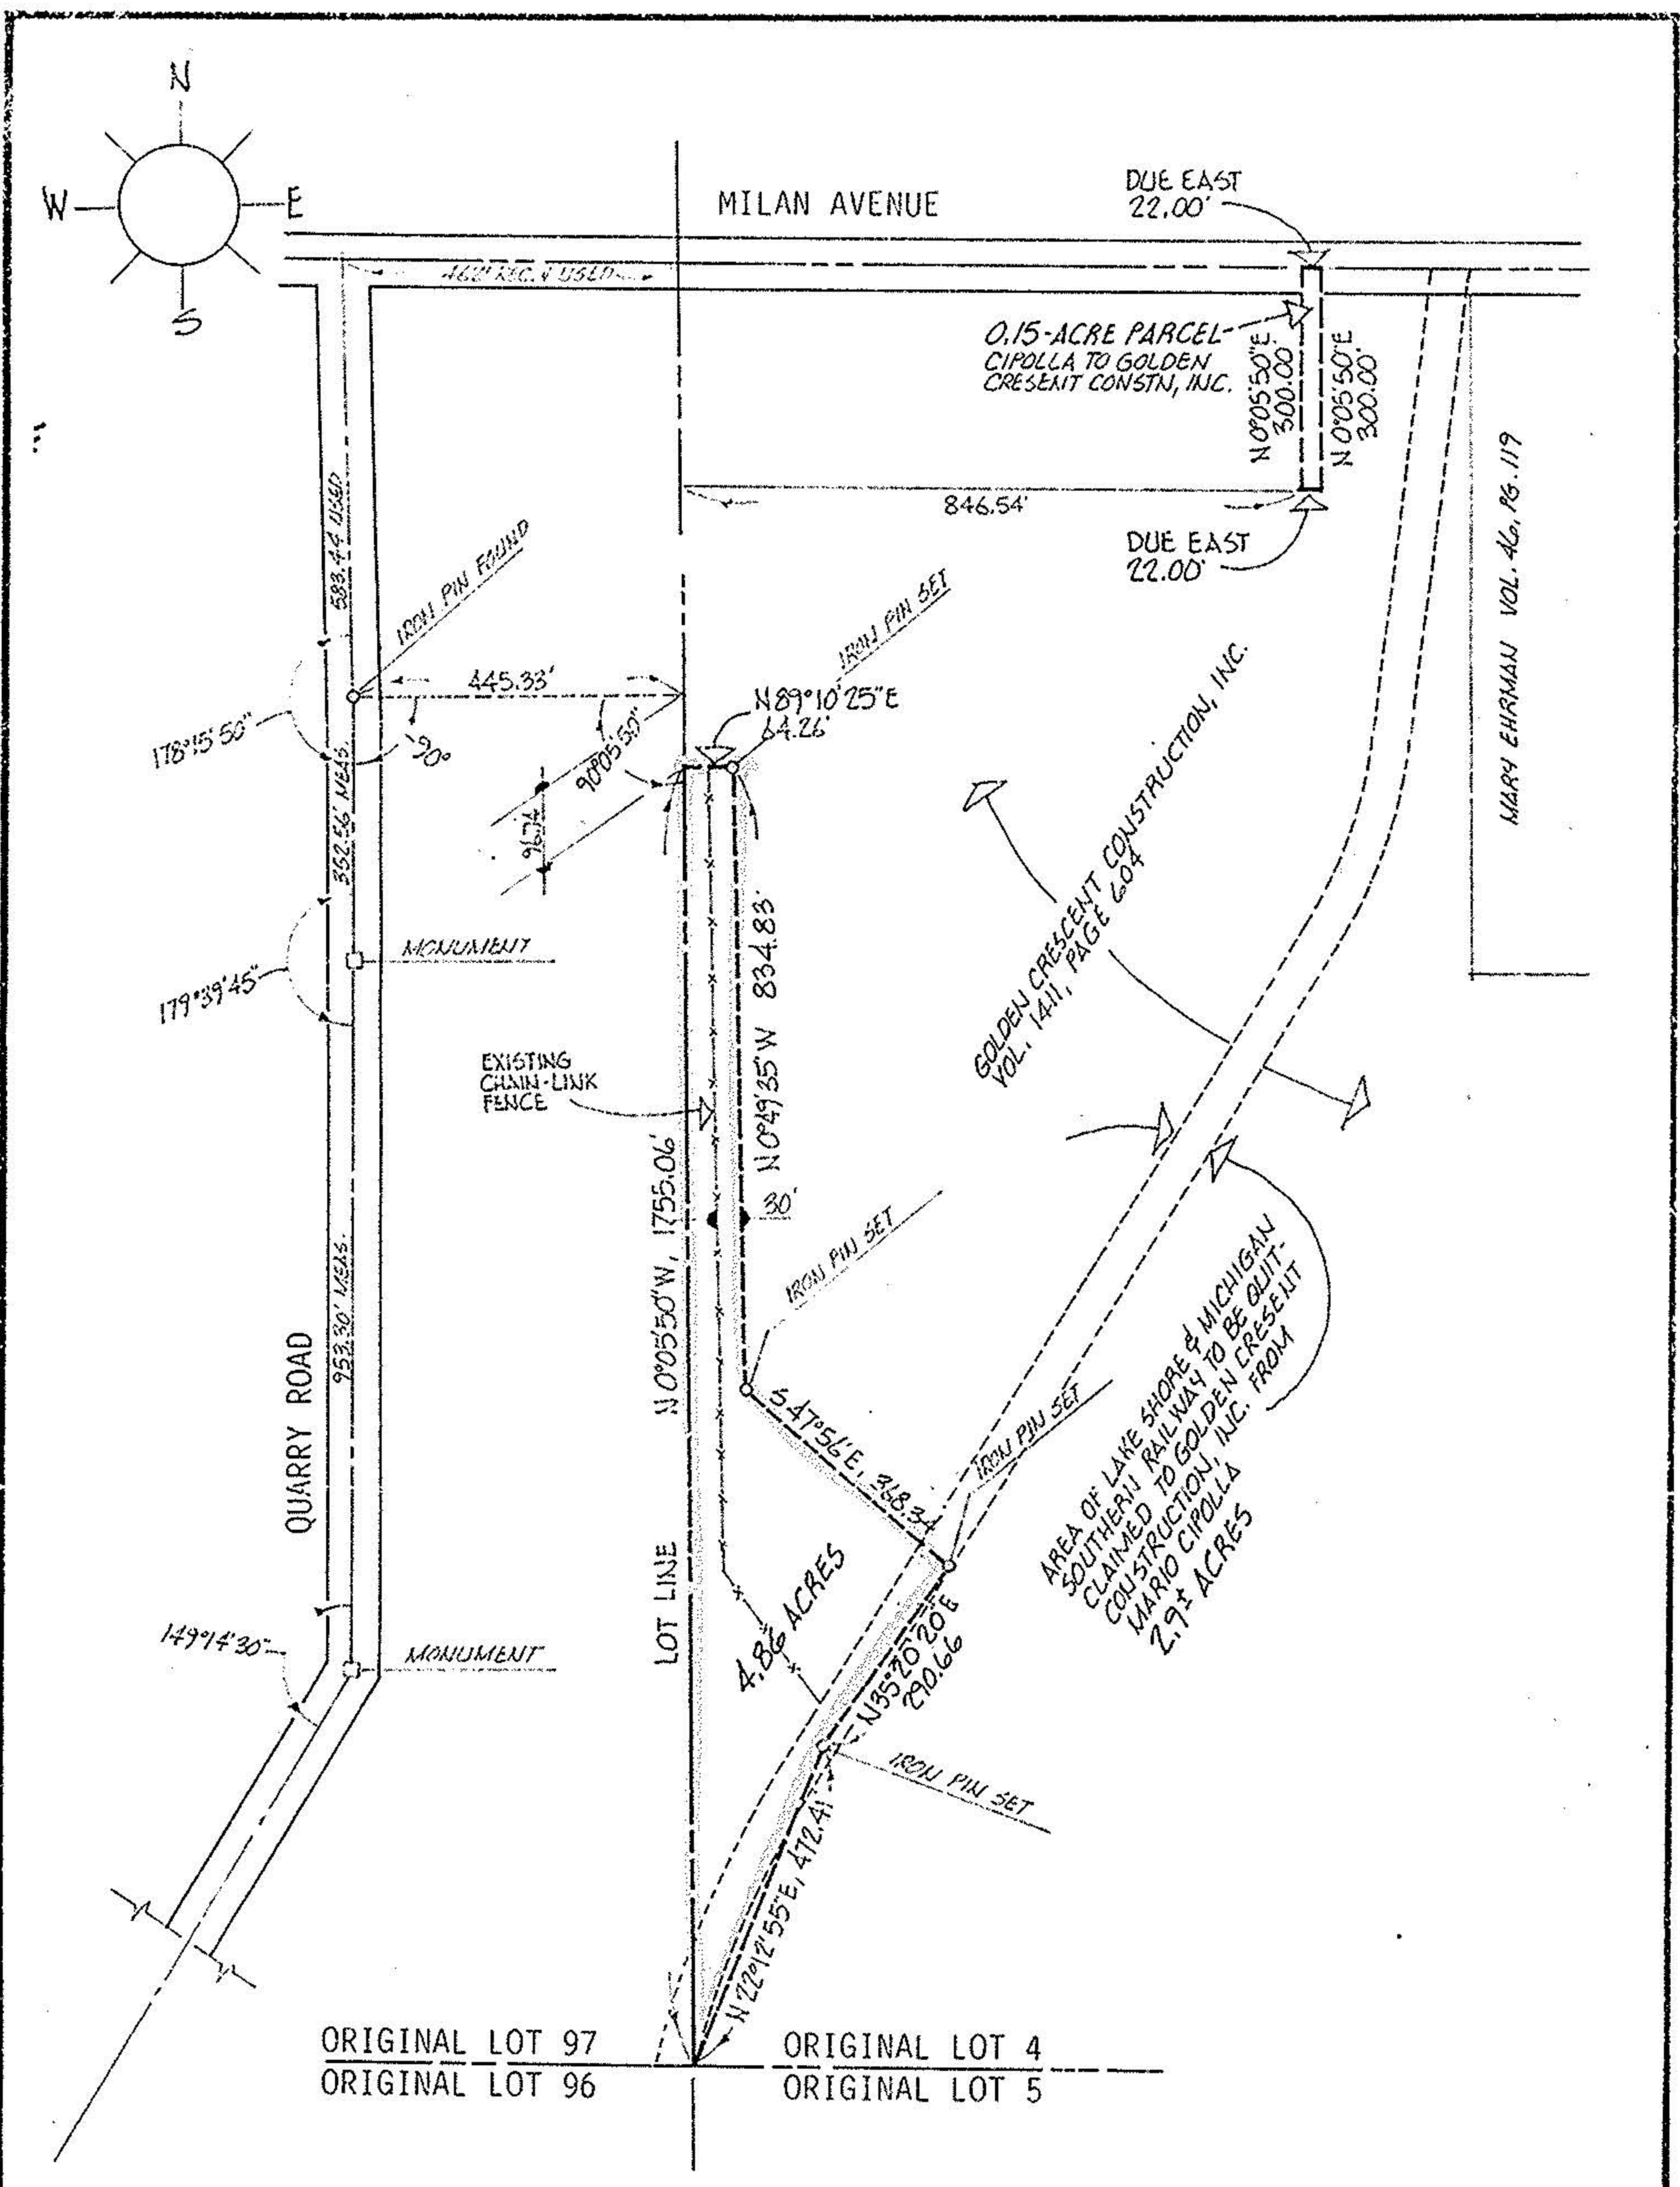 N
W
E
S
MILAN AVENUE
DUE EAST
22.00'
462' REC. & USED
0.15-ACRE PARCEL
CIPOLLA TO GOLDEN
CRESENT CONSTN, INC.
N 0°05'50"E
300.00
N 0°05'50"E
300.00'
846.54'
DUE EAST
22.00'
MARY EHRMAN VOL. 46, PG. 119
583.44 USED
IRON PIN FOUND
445.33'
IRON PIN SET
N 89°10'25"E
64.26'
178°15'50"
90°
90°05'50"
96.74
352.56' MEAS.
MONUMENT
179°39'45"
N 0°49'35"W 834.83'
GOLDEN CRESCENT CONSTRUCTION, INC.
VOL. 1411, PAGE 604
EXISTING
CHAIN-LINK
FENCE
N 0°05'50"W, 1755.06'
30'
IRON PIN SET
953.30' MEAS.
QUARRY ROAD
S 47°56'E, 368.34
IRON PIN SET
AREA OF LAKE SHORE & MICHIGAN
SOUTHERN RAILWAY TO BE QUIT-
CLAIMED TO GOLDEN CRESENT
CONSTRUCTION, INC. FROM
MARIO CIPOLLA
2.9± ACRES
LOT LINE
4.86 ACRES
149°14'30"
MONUMENT
N35°20'20"E
290.66
IRON PIN SET
N 22°12'55"E, 472.41
ORIGINAL LOT 97
ORIGINAL LOT 4
ORIGINAL LOT 96
ORIGINAL LOT 5